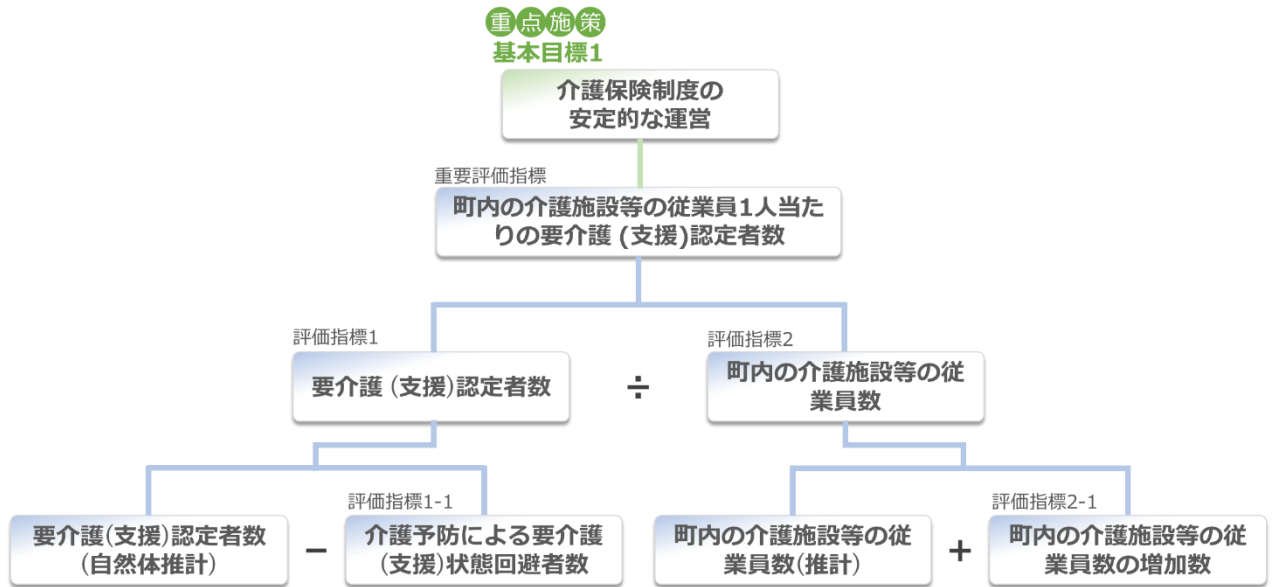 重点施策
基本目標1
介護保険制度の
安定的な運営
重要評価指標
町内の介護施設等の従業員1人当た
りの要介護 (支援)認定者数
評価指標1
要介護 (支援)認定者数
÷
評価指標2
町内の介護施設等の従
業員数
要介護(支援)認定者数
(自然体推計)
−
評価指標1-1
介護予防による要介護
(支援)状態回避者数
町内の介護施設等の従
業員数(推計)
+
評価指標2-1
町内の介護施設等の従
業員数の増加数